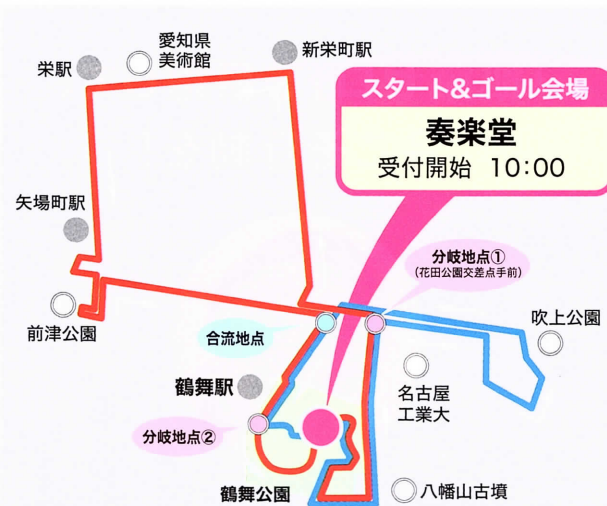 愛知県
美術館
新栄町駅
栄駅
スタート&ゴール会場
奏楽堂
受付開始 10:00
矢場町駅
分岐地点①
(花田公園交差点手前)
前津公園
合流地点
吹上公園
鶴舞駅
名古屋
工業大
分岐地点②
鶴舞公園
八幡山古墳